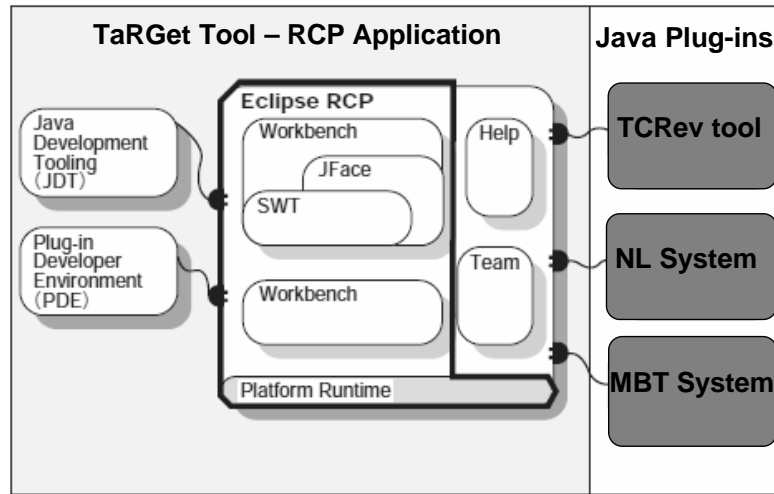 TaRGet Tool – RCP Application
Java Plug-ins
Java
Development
Tooling
(JDT)
Plug-in
Developer
Environment
(PDE)
Eclipse RCP
Workbench
JFace
SWT
Workbench
Platform Runtime
Help
Team
TCRev tool
NL System
MBT System